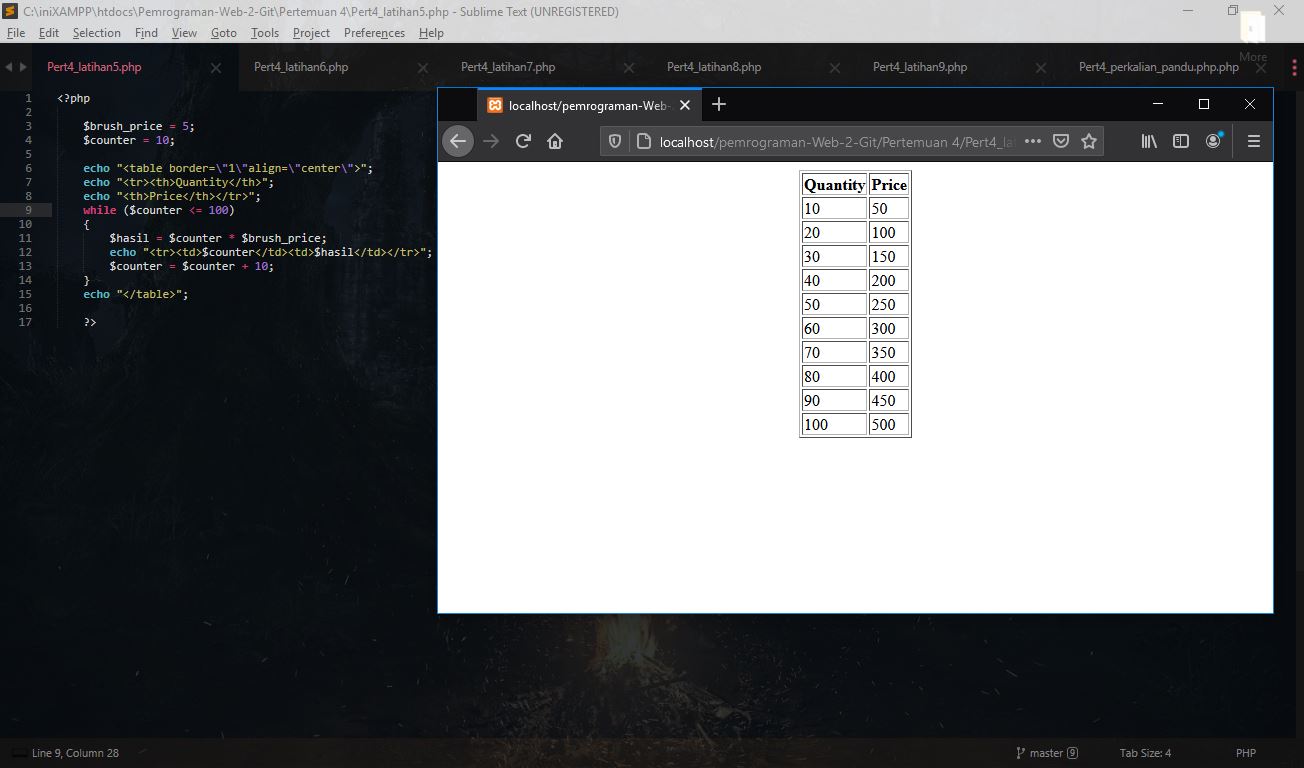 C:\iniXAMPP\htdocs\Pemrograman-Web-2-Git\Pertemuan 4\Pert4_latihan5.php - Sublime Text (UNREGISTERED)
File Edit Selection Find View Goto Tools Project Preferences Help
More
Pert4_latihan5.php Pert4_latihan6.php Pert4_latihan7.php Pert4_latihan8.php Pert4_latihan9.php Pert4_perkalian_pandu.php.php
1 <?php
2
3 $brush_price = 5;
4 $counter = 10;
5
6 echo "<table border=\"1\"align=\"center\">";
7 echo "<tr><th>Quantity</th>";
8 echo "<th>Price</th></tr>";
9 while ($counter <= 100)
10 {
11 $hasil = $counter * $brush_price;
12 echo "<tr><td>$counter</td><td>$hasil</td></tr>";
13 $counter = $counter + 10;
14 }
15 echo "</table>";
16
17 ?>
localhost/pemrograman-Web-
localhost/pemrograman-Web-2-Git/Pertemuan 4/Pert4_lat
Quantity Price
10 50
20 100
30 150
40 200
50 250
60 300
70 350
80 400
90 450
100 500
Line 9, Column 28 master 9 Tab Size: 4 PHP